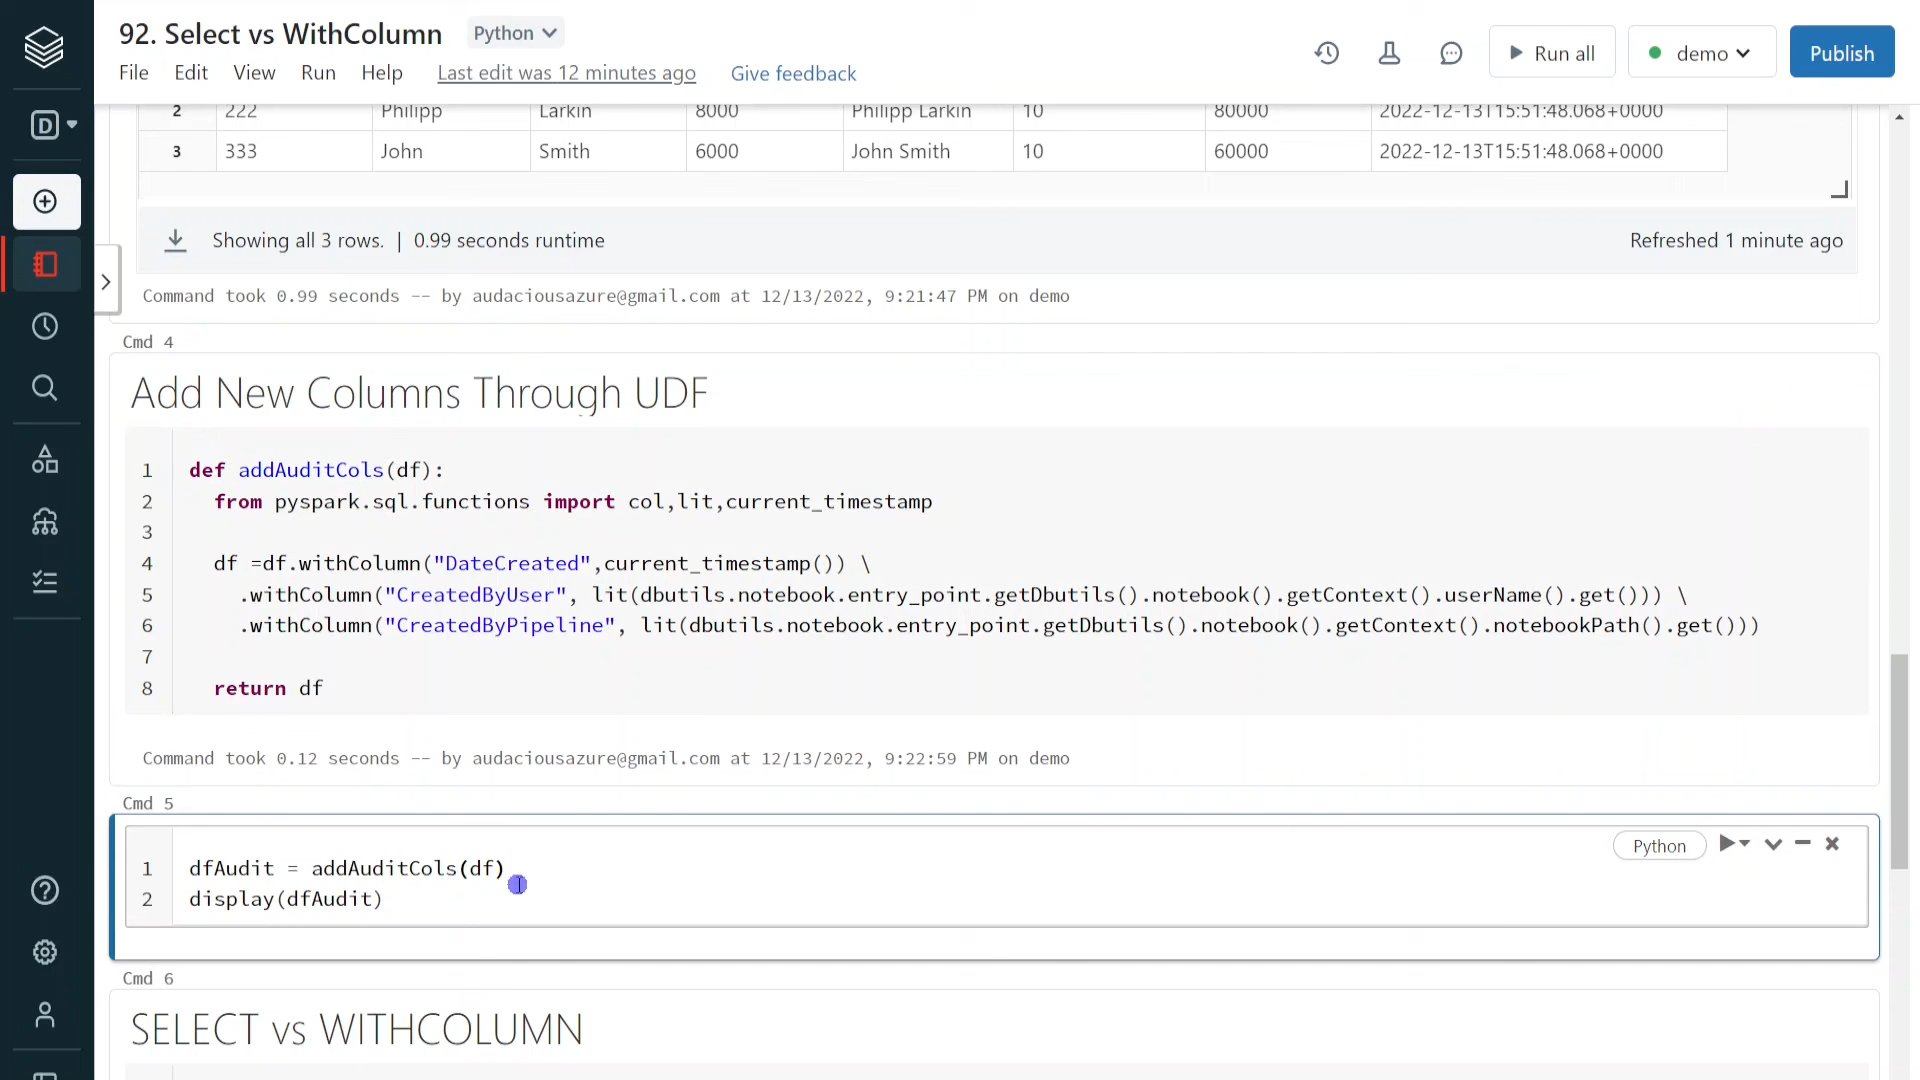 92. Select vs WithColumn Python
File Edit View Run Help Last edit was 12 minutes ago Give feedback
Run all demo Publish
D
2 222 Philipp Larkin 8000 Philipp Larkin 10 80000 2022-12-13T15:51:48.068+0000
3 333 John Smith 6000 John Smith 10 60000 2022-12-13T15:51:48.068+0000
Showing all 3 rows. | 0.99 seconds runtime Refreshed 1 minute ago
Command took 0.99 seconds -- by audaciousazure@gmail.com at 12/13/2022, 9:21:47 PM on demo
Cmd 4
Add New Columns Through UDF
1 def addAuditCols(df):
2 from pyspark.sql.functions import col,lit,current_timestamp
3
4 df =df.withColumn("DateCreated",current_timestamp()) \
5 .withColumn("CreatedByUser", lit(dbutils.notebook.entry_point.getDbutils().notebook().getContext().userName().get())) \
6 .withColumn("CreatedByPipeline", lit(dbutils.notebook.entry_point.getDbutils().notebook().getContext().notebookPath().get()))
7
8 return df
Command took 0.12 seconds -- by audaciousazure@gmail.com at 12/13/2022, 9:22:59 PM on demo
Cmd 5
Python
1 dfAudit = addAuditCols(df)
2 display(dfAudit)
Cmd 6
SELECT vs WITHCOLUMN